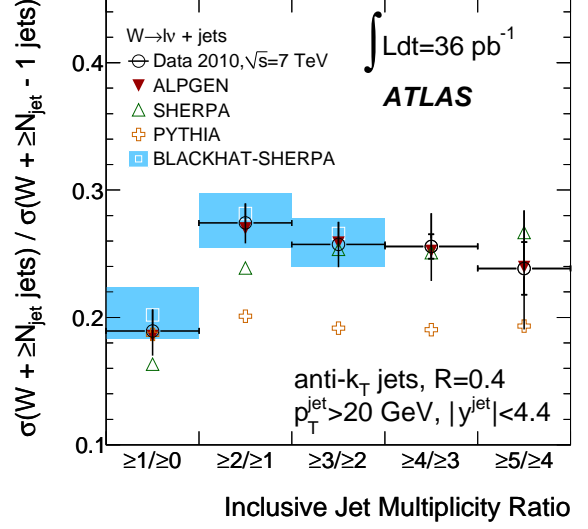 σ(W + ≥N_jet jets) / σ(W + ≥N_jet - 1 jets)
0.4
0.3
0.2
0.1
W→lν + jets
Data 2010, √s=7 TeV
ALPGEN
SHERPA
PYTHIA
BLACKHAT-SHERPA
∫Ldt=36 pb⁻¹
ATLAS
anti-k_T jets, R=0.4
p_T^jet>20 GeV, |y^jet|<4.4
≥1/≥0 ≥2/≥1 ≥3/≥2 ≥4/≥3 ≥5/≥4
Inclusive Jet Multiplicity Ratio